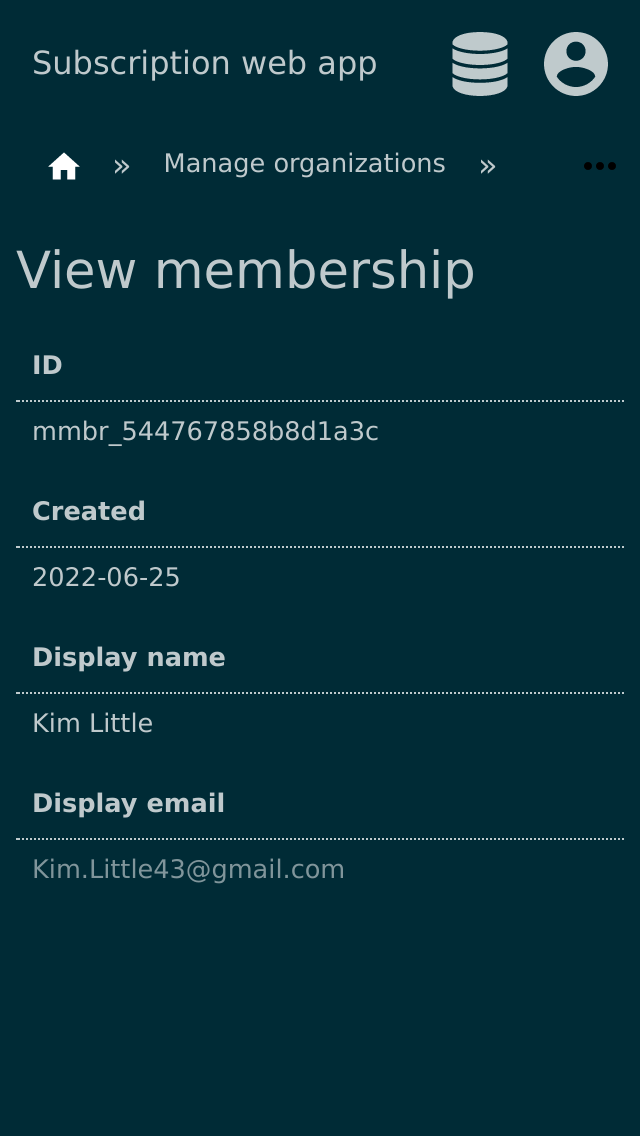 Subscription web app
» Manage organizations »
View membership
ID
mmbr_544767858b8d1a3c
Created
2022-06-25
Display name
Kim Little
Display email
Kim.Little43@gmail.com